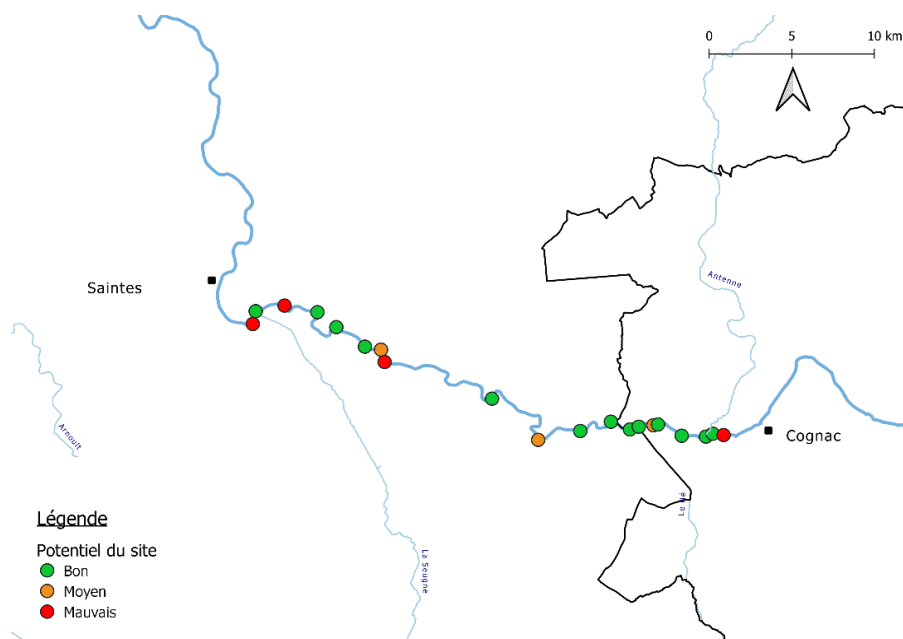 0 5 10 km
Antenne
Saintes
Arnoult
Cognac
Le Né
La Seugne
Légende
Potentiel du site
Bon
Moyen
Mauvais